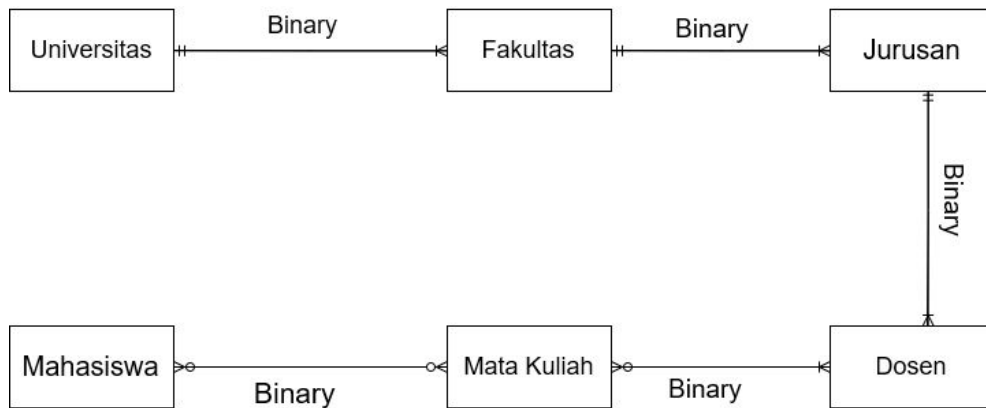 Universitas
Binary
Fakultas
Binary
Jurusan
Binary
Mahasiswa
Binary
Mata Kuliah
Binary
Dosen